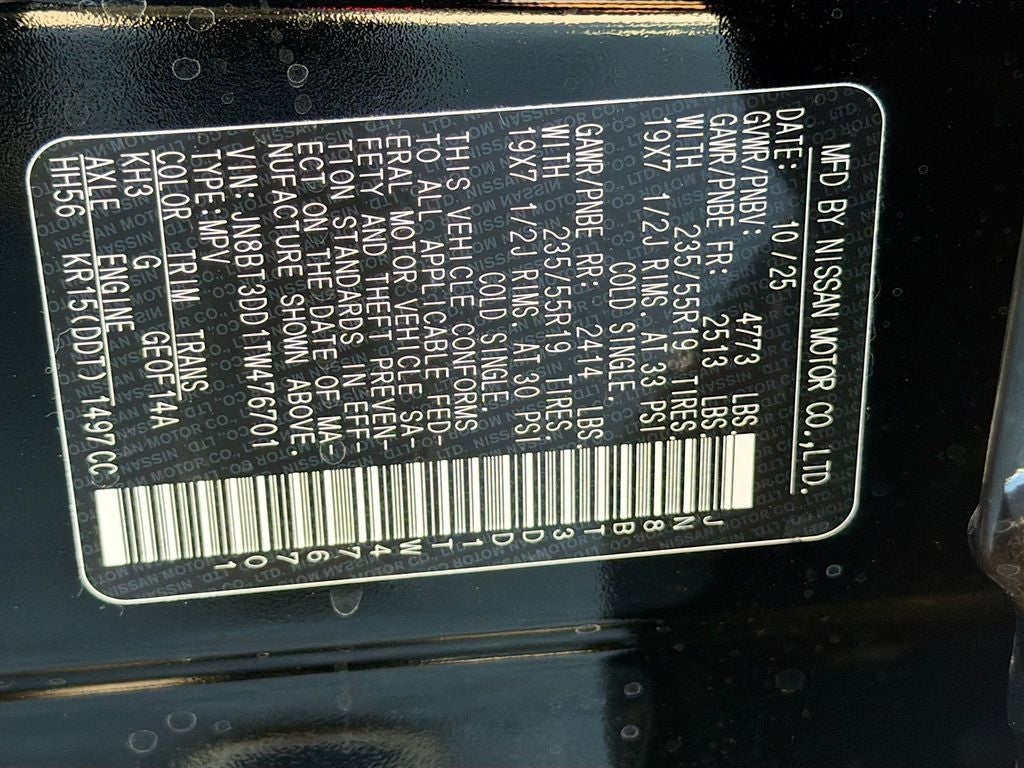 MFD BY NISSAN MOTOR CO.,LTD.
DATE: 10/25
GVWR/PNBV: 4773 LBS.
GAWR/PNBE FR: 2513 LBS.
WITH 235/55R19 TIRES.
19X7 1/2J RIMS. AT 33 PSI
COLD SINGLE.
GAWR/PNBE RR: 2414 LBS.
WITH 235/55R19 TIRES.
19X7 1/2J RIMS. AT 30 PSI
COLD SINGLE.
THIS VEHICLE CONFORMS
TO ALL APPLICABLE FED-
ERAL MOTOR VEHICLE SA-
FETY AND THEFT PREVEN-
TION STANDARDS IN EFF-
ECT ON THE DATE OF MA-
NUFACTURE SHOWN ABOVE.
VIN: JN8BT3DD1TW476701
TYPE:MPV
COLOR TRIM TRANS
KH3 G GE0F14A
AXLE ENGINE
HH56 KR15(DDT)1497CC
JN8BT3DD1TW476701